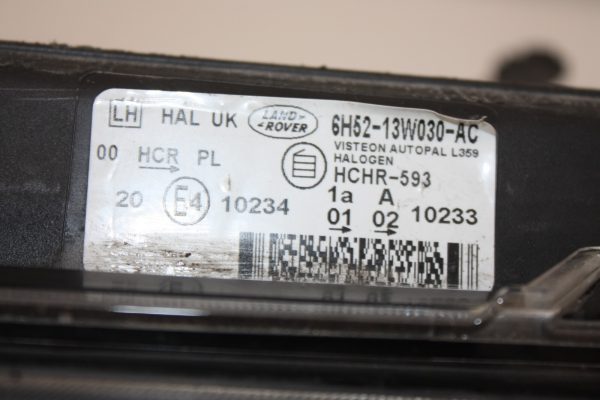 LH HAL UK LAND ROVER 6H52-13W030-AC
VISTEON AUTOPAL L359
HALOGEN
00 HCR PL
HCHR-593
20 E4 10234
1a A
01 02 10233